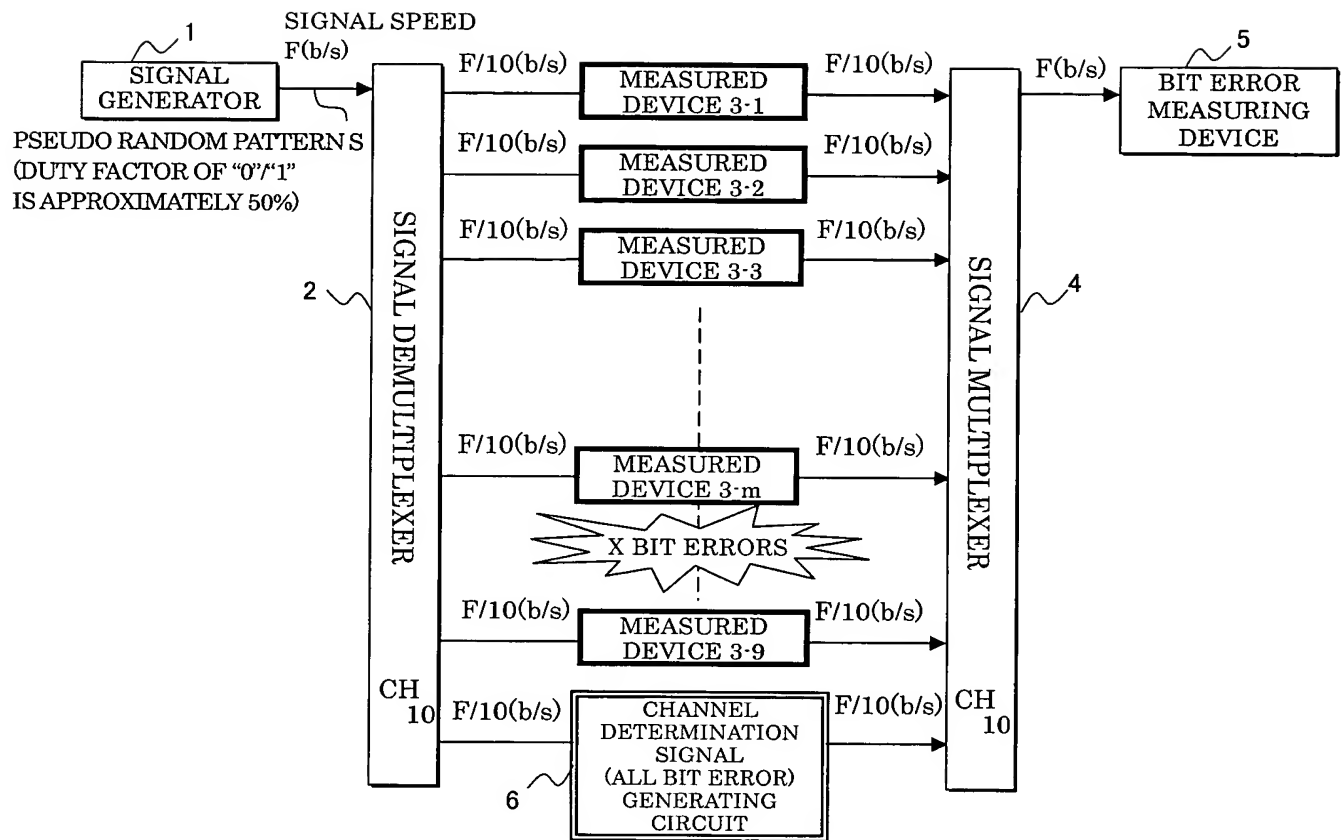 1
SIGNAL SPEED
F(b/s)
SIGNAL
GENERATOR
PSEUDO RANDOM PATTERN S
(DUTY FACTOR OF “0”/“1”
IS APPROXIMATELY 50%)
2
SIGNAL DEMULTIPLEXER
CH
10
F/10(b/s)
MEASURED
DEVICE 3-1
F/10(b/s)
F/10(b/s)
MEASURED
DEVICE 3-2
F/10(b/s)
F/10(b/s)
MEASURED
DEVICE 3-3
F/10(b/s)
F/10(b/s)
MEASURED
DEVICE 3-m
F/10(b/s)
X BIT ERRORS
F/10(b/s)
MEASURED
DEVICE 3-9
F/10(b/s)
F/10(b/s)
CHANNEL
DETERMINATION
SIGNAL
(ALL BIT ERROR)
GENERATING
CIRCUIT
6
F/10(b/s)
SIGNAL MULTIPLEXER
CH
10
4
F(b/s)
5
BIT ERROR
MEASURING
DEVICE